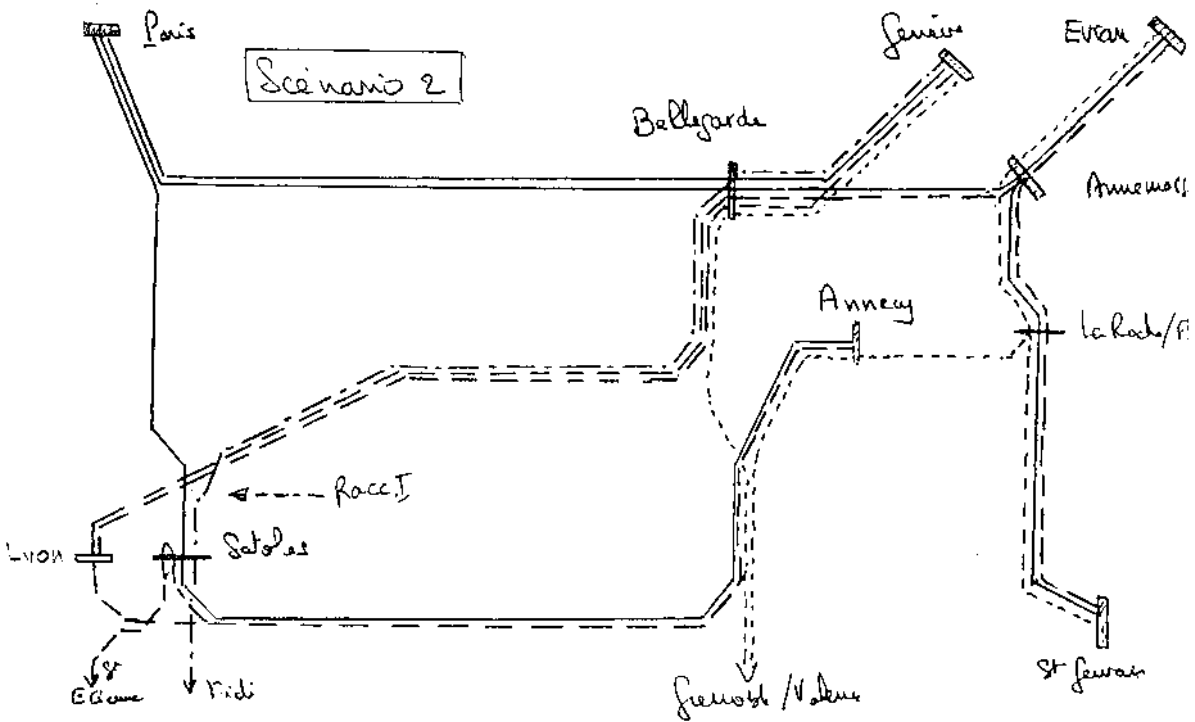 Paris
Genève
Evian
Scénario 2
Bellegarde
Annemass
Annecy
La Roche/F
Racc. I
Lyon
Satolas
St
Etienne
Midi
Grenoble / Valence
St Gervais